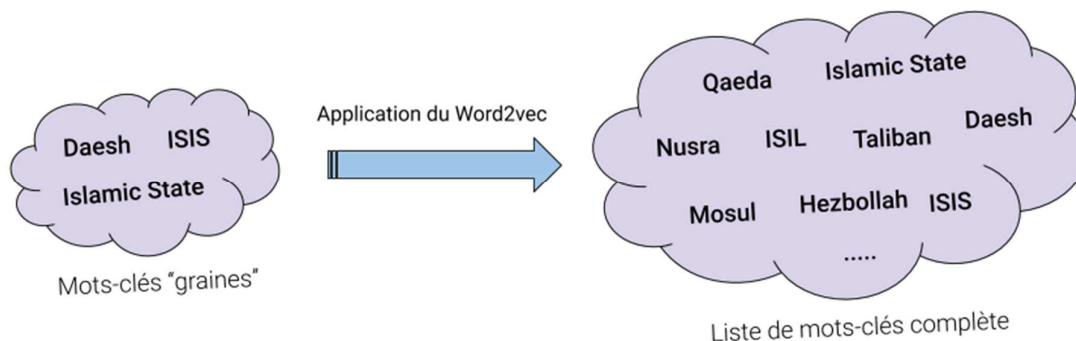 Daesh ISIS
Islamic State
Mots-clés "graines"
Application du Word2vec
Qaeda Islamic State
Nusra ISIL Taliban Daesh
Mosul Hezbollah ISIS
.....
Liste de mots-clés complète